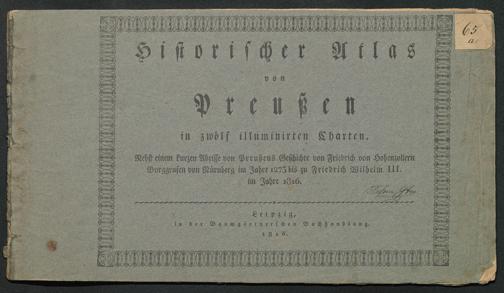 65
a.
Historischer Atlas
von
Preußen
in zwölf illuminirten Charten.
Nebst einem kurzen Abrisse von Preußens Geschichte von Friedrich von Hohenzollern
Burggrafen von Nürnberg im Jahre 1273 bis zu Friedrich Wilhelm III.
im Jahre 1816.
Leipzig,
in der Baumgärtnerschen Buchhandlung.
1816.